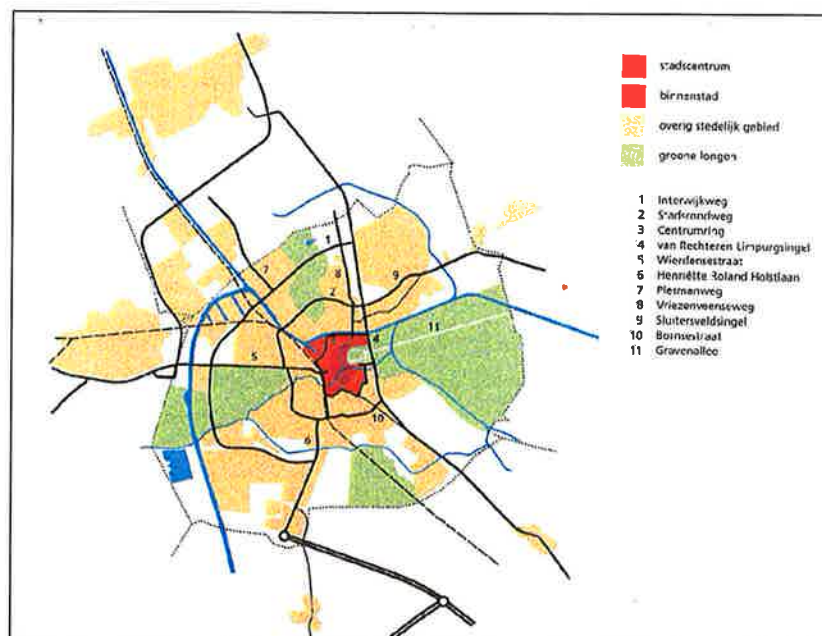 stadscentrum
binnenstad
overig stedelijk gebied
groene longen
1 Interwijkweg
2 Stadsrondweg
3 Centrumring
4 van Rechteren Limpurgsingel
5 Wierdensestraat
6 Henriëtte Roland Holstlaan
7 Plesmanweg
8 Vriezenveenseweg
9 Sluitersveldsingel
10 Bornsestraat
11 Gravenallee
1
7
8
9
2
11
4
5
10
6